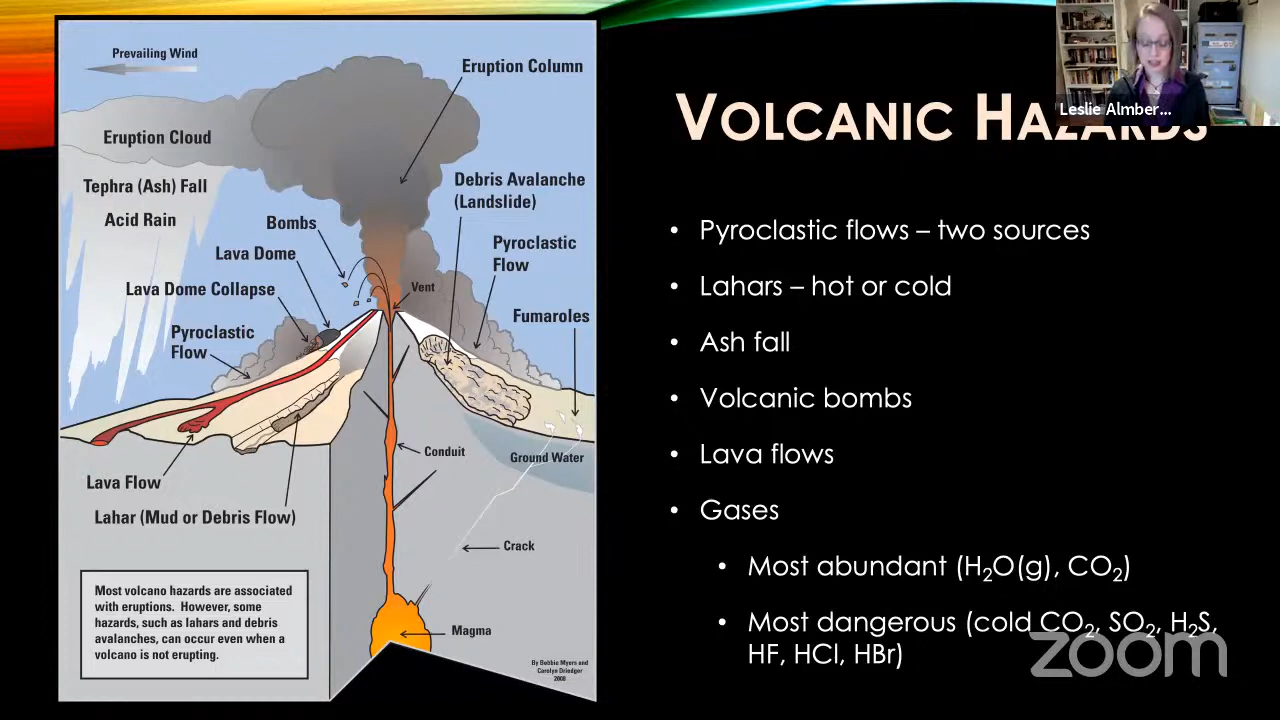 Prevailing Wind
Eruption Column
Eruption Cloud
Tephra (Ash) Fall
Acid Rain
Bombs
Debris Avalanche
(Landslide)
Lava Dome
Pyroclastic
Flow
Lava Dome Collapse
Vent
Fumaroles
Pyroclastic
Flow
Conduit
Ground Water
Lava Flow
Lahar (Mud or Debris Flow)
Crack
Magma
Most volcano hazards are associated
with eruptions. However, some
hazards, such as lahars and debris
avalanches, can occur even when a
volcano is not erupting.
By Bobbie Myers and
Carolyn Driedger
2008
Leslie Almber...
VOLCANIC HAZARDS
• Pyroclastic flows – two sources
• Lahars – hot or cold
• Ash fall
• Volcanic bombs
• Lava flows
• Gases
• Most abundant (H₂O(g), CO₂)
• Most dangerous (cold CO₂, SO₂, H₂S,
HF, HCl, HBr)
zoom